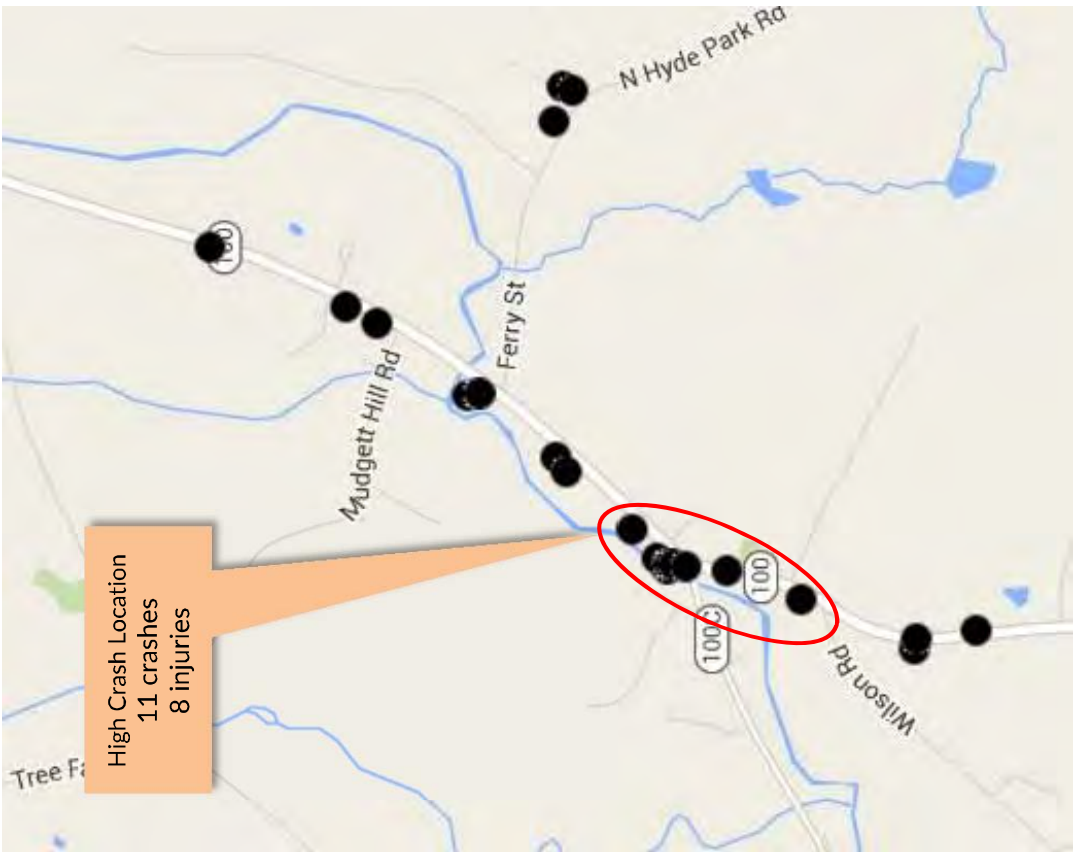 N Hyde Park Rd
100
Ferry St
Mudgett Hill Rd
High Crash Location
11 crashes
8 injuries
100
100C
Wilson Rd
Tree Fa